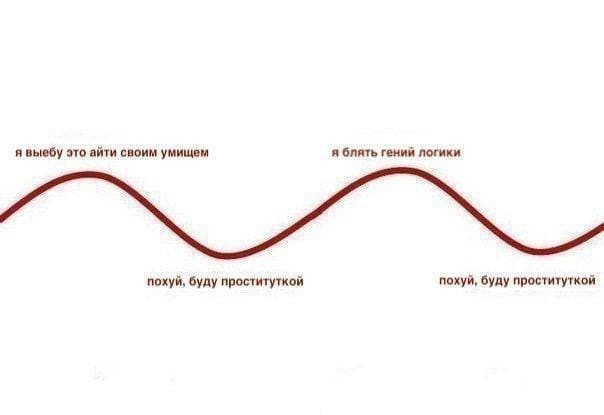 я выебу это айти своим умищем
я блять гений логики
похуй, буду проституткой
похуй, буду проституткой